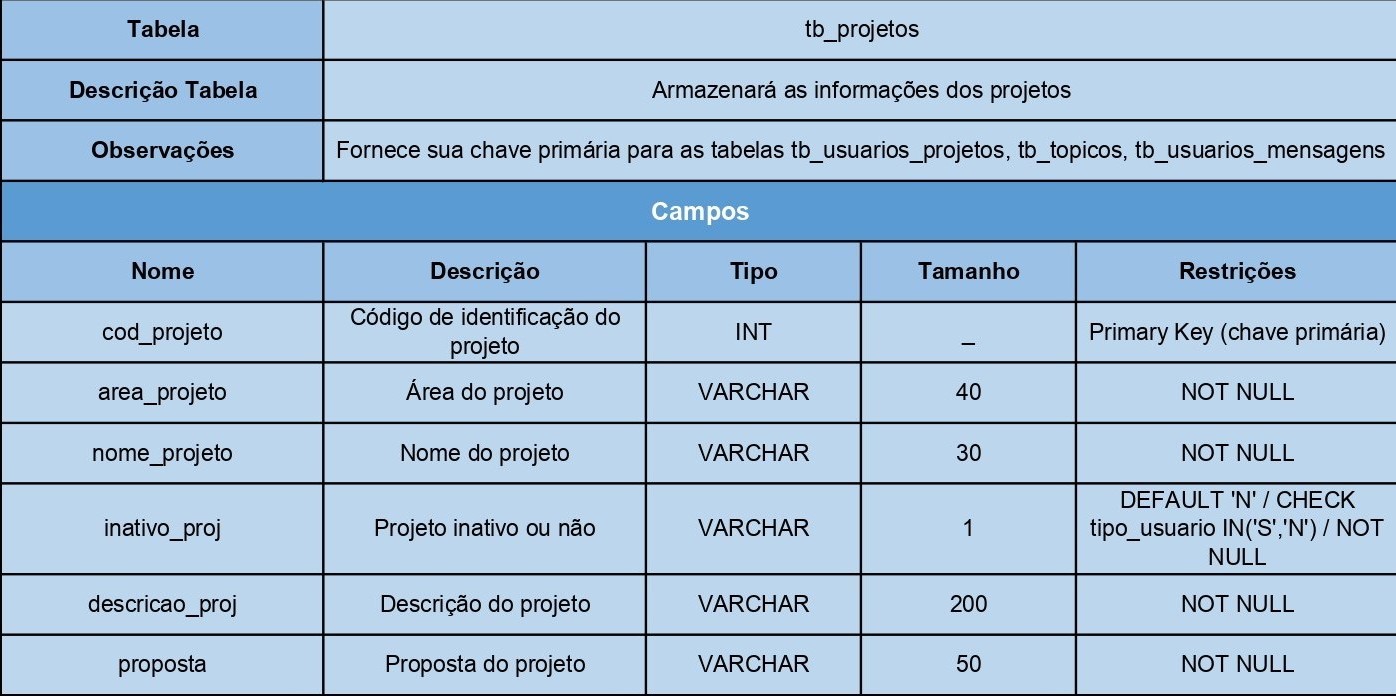 Tabela tb_projetos
Descrição Tabela Armazenará as informações dos projetos
Observações Fornece sua chave primária para as tabelas tb_usuarios_projetos, tb_topicos, tb_usuarios_mensagens
Campos
Nome Descrição Tipo Tamanho Restrições
cod_projeto Código de identificação do projeto INT _ Primary Key (chave primária)
area_projeto Área do projeto VARCHAR 40 NOT NULL
nome_projeto Nome do projeto VARCHAR 30 NOT NULL
inativo_proj Projeto inativo ou não VARCHAR 1 DEFAULT 'N' / CHECK tipo_usuario IN('S','N') / NOT NULL
descricao_proj Descrição do projeto VARCHAR 200 NOT NULL
proposta Proposta do projeto VARCHAR 50 NOT NULL